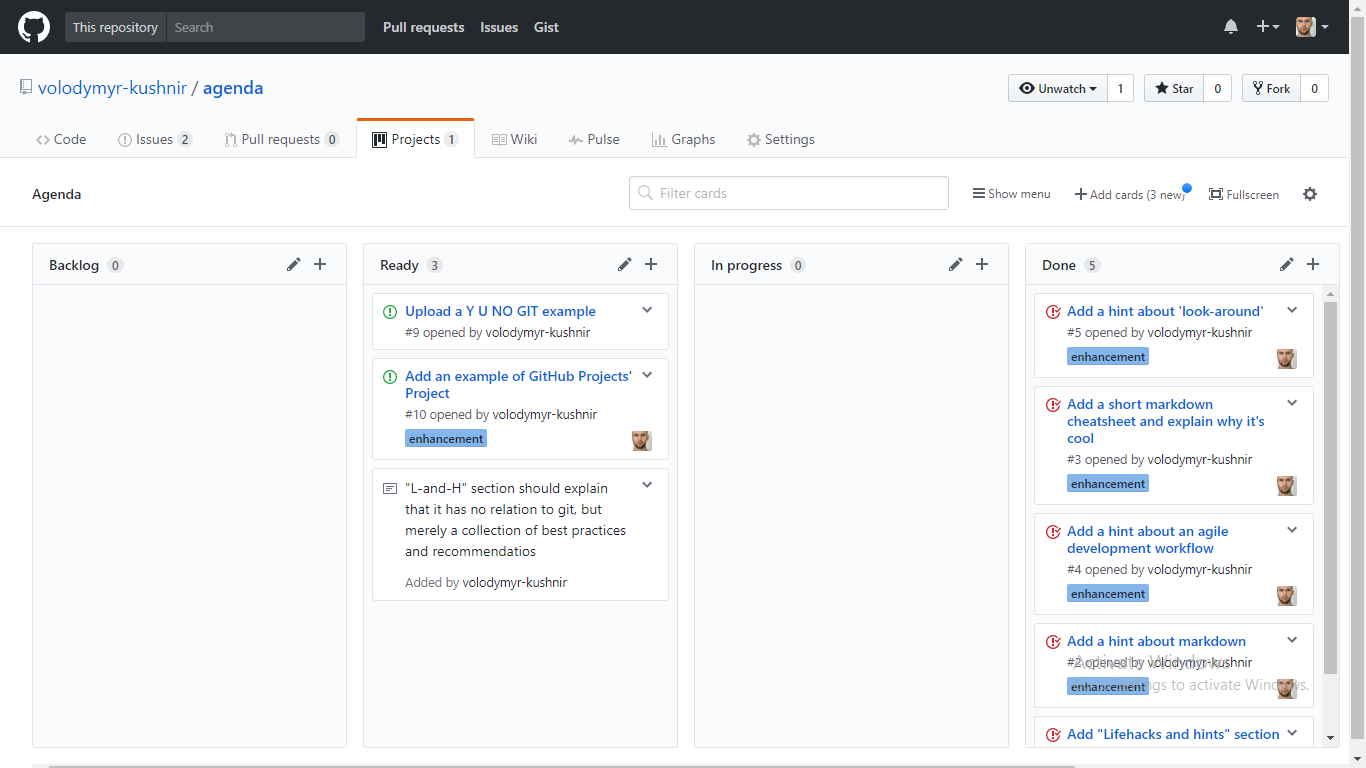 This repository Search Pull requests Issues Gist
volodymyr-kushnir / agenda Unwatch 1 Star 0 Fork 0
Code Issues 2 Pull requests 0 Projects 1 Wiki Pulse Graphs Settings
Agenda Filter cards Show menu Add cards (3 new) Fullscreen
Backlog 0
Ready 3
Upload a Y U NO GIT example
#9 opened by volodymyr-kushnir
Add an example of GitHub Projects'
Project
#10 opened by volodymyr-kushnir
enhancement
"L-and-H" section should explain
that it has no relation to git, but
merely a collection of best practices
and recommendatios
Added by volodymyr-kushnir
In progress 0
Done 5
Add a hint about 'look-around'
#5 opened by volodymyr-kushnir
enhancement
Add a short markdown
cheatsheet and explain why it's
cool
#3 opened by volodymyr-kushnir
enhancement
Add a hint about an agile
development workflow
#4 opened by volodymyr-kushnir
enhancement
Add a hint about markdown
#2 opened by volodymyr-kushnir
enhancement
Add "Lifehacks and hints" section
Activate Windows
to activate Windows.